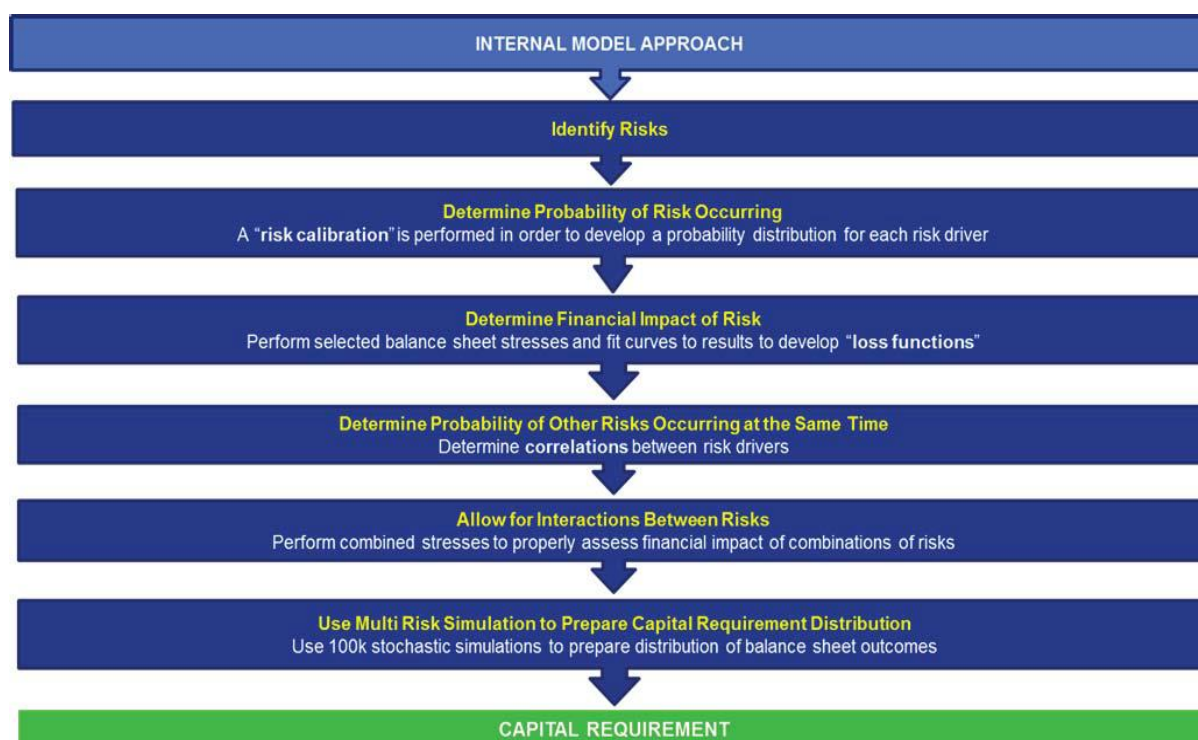 INTERNAL MODEL APPROACH
Identify Risks
Determine Probability of Risk Occurring
A “risk calibration” is performed in order to develop a probability distribution for each risk driver
Determine Financial Impact of Risk
Perform selected balance sheet stresses and fit curves to results to develop “loss functions”
Determine Probability of Other Risks Occurring at the Same Time
Determine correlations between risk drivers
Allow for Interactions Between Risks
Perform combined stresses to properly assess financial impact of combinations of risks
Use Multi Risk Simulation to Prepare Capital Requirement Distribution
Use 100k stochastic simulations to prepare distribution of balance sheet outcomes
CAPITAL REQUIREMENT